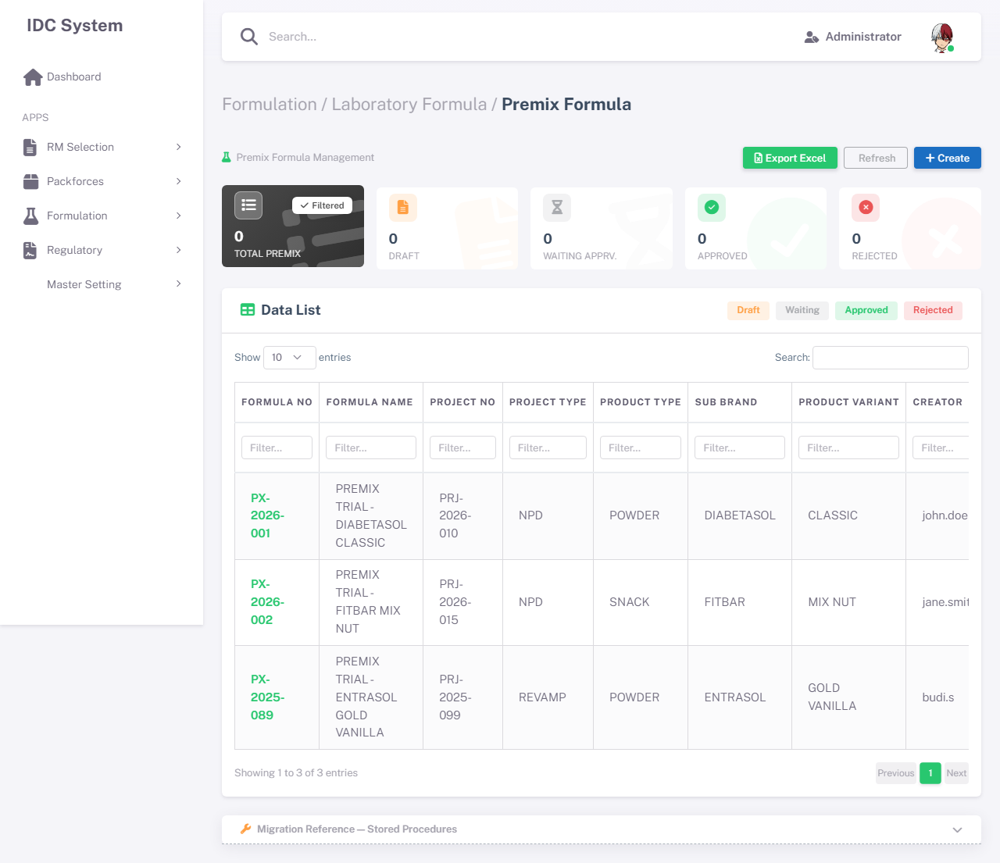 IDC System
Search...
Administrator
Dashboard
APPS
RM Selection
Packforces
Formulation
Regulatory
Master Setting
Formulation / Laboratory Formula / Premix Formula
Premix Formula Management
Export Excel
Refresh
Create
Filtered
0
TOTAL PREMIX
0
DRAFT
0
WAITING APPRV.
0
APPROVED
0
REJECTED
Data List
Draft
Waiting
Approved
Rejected
Show 10 entries
Search:
FORMULA NO FORMULA NAME PROJECT NO PROJECT TYPE PRODUCT TYPE SUB BRAND PRODUCT VARIANT CREATOR
Filter... Filter... Filter... Filter... Filter... Filter... Filter... Filter...
PX-
2026-
001
PREMIX
TRIAL -
DIABETASOL
CLASSIC
PRJ-
2026-
010
NPD
POWDER
DIABETASOL
CLASSIC
john.doe
PX-
2026-
002
PREMIX
TRIAL -
FITBAR MIX
NUT
PRJ-
2026-
015
NPD
SNACK
FITBAR
MIX NUT
jane.smit
PX-
2025-
089
PREMIX
TRIAL -
ENTRASOL
GOLD
VANILLA
PRJ-
2025-
099
REVAMP
POWDER
ENTRASOL
GOLD
VANILLA
budi.s
Showing 1 to 3 of 3 entries
Previous 1 Next
Migration Reference — Stored Procedures